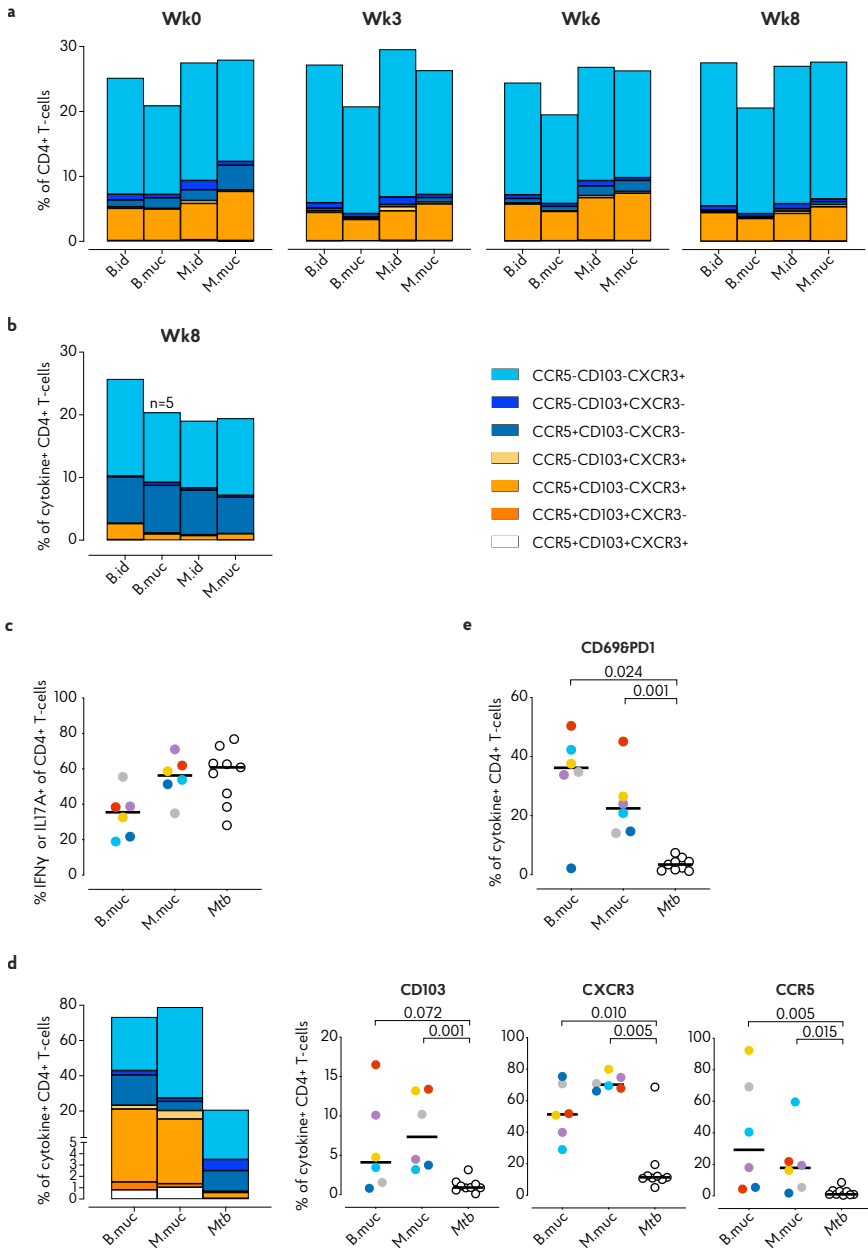 a
Wk0 Wk3 Wk6 Wk8
% of CD4+ T-cells
30
20
10
0
B.id B.muc M.id M.muc B.id B.muc M.id M.muc B.id B.muc M.id M.muc B.id B.muc M.id M.muc
b
Wk8
% of cytokine+ CD4+ T-cells
30
20
10
0
n=5
B.id B.muc M.id M.muc
CCR5-CD103-CXCR3+
CCR5-CD103+CXCR3-
CCR5+CD103-CXCR3-
CCR5-CD103+CXCR3+
CCR5+CD103-CXCR3+
CCR5+CD103+CXCR3-
CCR5+CD103+CXCR3+
c
% IFNγ or IL17A+ of CD4+ T-cells
100
80
60
40
20
0
B.muc M.muc Mtb
e
CD69&PD1
0.024
0.001
% of cytokine+ CD4+ T-cells
60
40
20
0
B.muc M.muc Mtb
d
% of cytokine+ CD4+ T-cells
80
60
40
20
5
4
3
2
1
0
B.muc M.muc Mtb
CD103
0.072
0.001
% of cytokine+ CD4+ T-cells
20
15
10
5
0
B.muc M.muc Mtb
CXCR3
0.010
0.005
100
80
60
40
20
0
B.muc M.muc Mtb
CCR5
0.005
0.015
100
80
60
40
20
0
B.muc M.muc Mtb